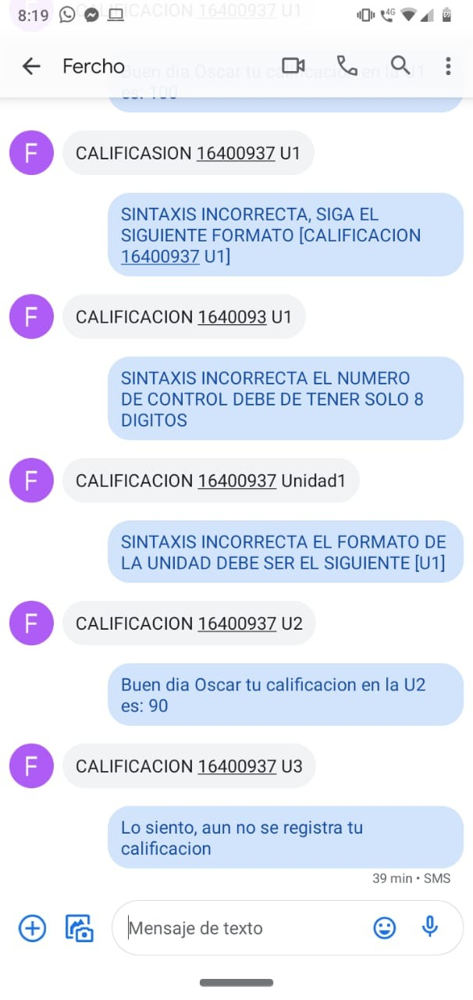 8:19
4G
69
CALIFICACION 16400937 U1
Fercho
Buen dia Oscar tu calificacion en la U1
es: 100
F
CALIFICASION 16400937 U1
SINTAXIS INCORRECTA, SIGA EL
SIGUIENTE FORMATO [CALIFICACION
16400937 U1]
F
CALIFICACION 1640093 U1
SINTAXIS INCORRECTA EL NUMERO
DE CONTROL DEBE DE TENER SOLO 8
DIGITOS
F
CALIFICACION 16400937 Unidad1
SINTAXIS INCORRECTA EL FORMATO DE
LA UNIDAD DEBE SER EL SIGUIENTE [U1]
F
CALIFICACION 16400937 U2
Buen dia Oscar tu calificacion en la U2
es: 90
F
CALIFICACION 16400937 U3
Lo siento, aun no se registra tu
calificacion
39 min • SMS
Mensaje de texto